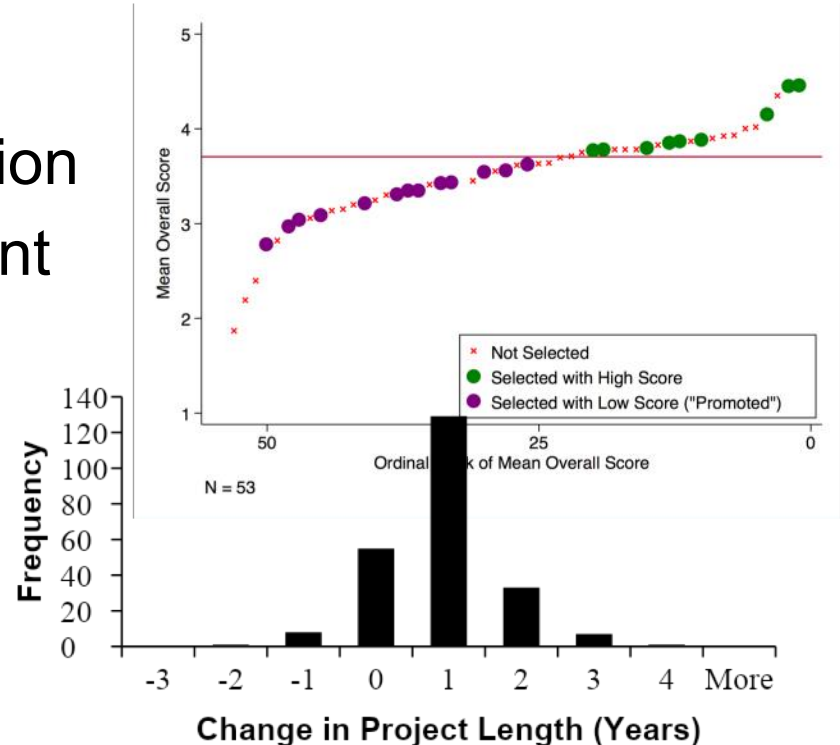 ion
nt
5
4
3
2
1
Mean Overall Score
Not Selected
Selected with High Score
Selected with Low Score ("Promoted")
50 25 0
Ordinal k of Mean Overall Score
N = 53
140
120
100
80
60
40
20
0
Frequency
-3 -2 -1 0 1 2 3 4 More
Change in Project Length (Years)